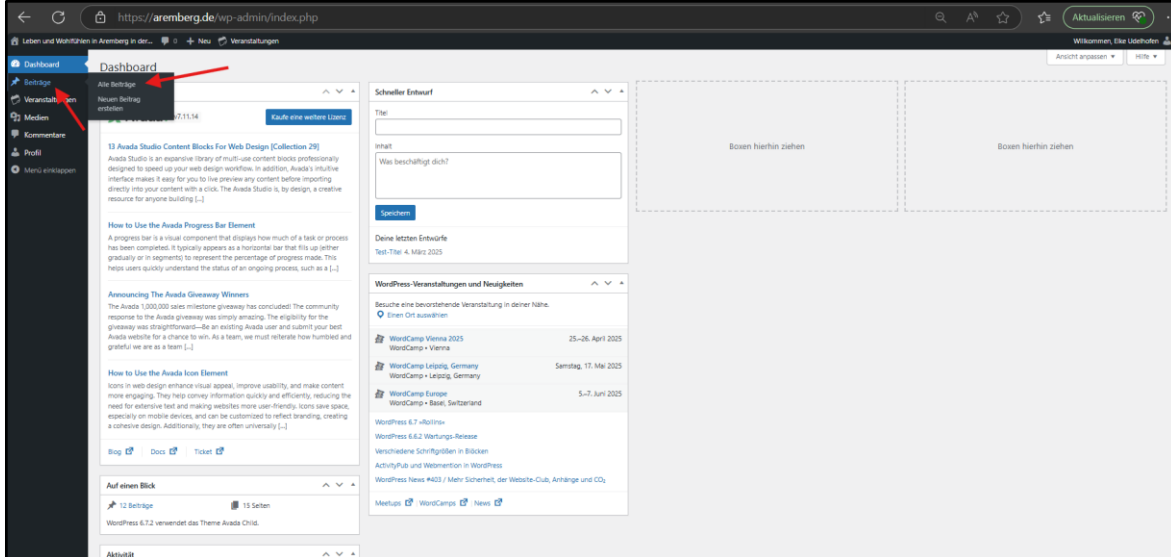 https://aremberg.de/wp-admin/index.php
Aktualisieren
Leben und Wohlfühlen in Aremberg in der... 0 + Neu Veranstaltungen
Willkommen, Elke Udelhofen
Dashboard
Beiträge
Veranstaltungen
Medien
Kommentare
Profil
Menü einklappen
Alle Beiträge
Neuen Beitrag
erstellen
Dashboard
Ansicht anpassen
Hilfe
v7.11.14
Kaufe eine weitere Lizenz
13 Avada Studio Content Blocks For Web Design [Collection 29]
Avada Studio is an expansive library of multi-use content blocks professionally
designed to speed up your web design workflow. In addition, Avada's intuitive
interface makes it easy for you to live preview any content before importing
directly into your content with a click. The Avada Studio is, by design, a creative
resource for anyone building [...]
How to Use the Avada Progress Bar Element
A progress bar is a visual component that displays how much of a task or process
has been completed. It typically appears as a horizontal bar that fills up (either
gradually or in segments) to represent the percentage of progress made. This
helps users quickly understand the status of an ongoing process, such as a [...]
Announcing The Avada Giveaway Winners
The Avada 1,000,000 sales milestone giveaway has concluded! The community
response to the Avada giveaway was simply amazing. The eligibility for the
giveaway was straightforward—Be an existing Avada user and submit your best
Avada website for a chance to win. As a team, we must reiterate how humbled and
grateful we are as a team [...]
How to Use the Avada Icon Element
Icons in web design enhance visual appeal, improve usability, and make content
more engaging. They help convey information quickly and efficiently, reducing the
need for extensive text and making websites more user-friendly. Icons save space,
especially on mobile devices, and can be customized to reflect branding, creating
a cohesive design. Additionally, they are often universally [...]
Blog Docs Ticket
Auf einen Blick
12 Beiträge 15 Seiten
WordPress 6.7.2 verwendet das Theme Avada Child.
Aktivität
Schneller Entwurf
Titel
Inhalt
Was beschäftigt dich?
Speichern
Deine letzten Entwürfe
Test-Titel 4. März 2025
WordPress-Veranstaltungen und Neuigkeiten
Besuche eine bevorstehende Veranstaltung in deiner Nähe.
Einen Ort auswählen
WordCamp Vienna 2025 25.–26. April 2025
WordCamp • Vienna
WordCamp Leipzig, Germany Samstag, 17. Mai 2025
WordCamp • Leipzig, Germany
WordCamp Europe 5.–7. Juni 2025
WordCamp • Basel, Switzerland
WordPress 6.7 «Rollins»
WordPress 6.6.2 Wartungs-Release
Verschiedene Schriftgrößen in Blöcken
ActivityPub und Webmention in WordPress
WordPress News #403 / Mehr Sicherheit, der Website-Club, Anhänge und CO₂
Meetups WordCamps News
Boxen hierhin ziehen
Boxen hierhin ziehen